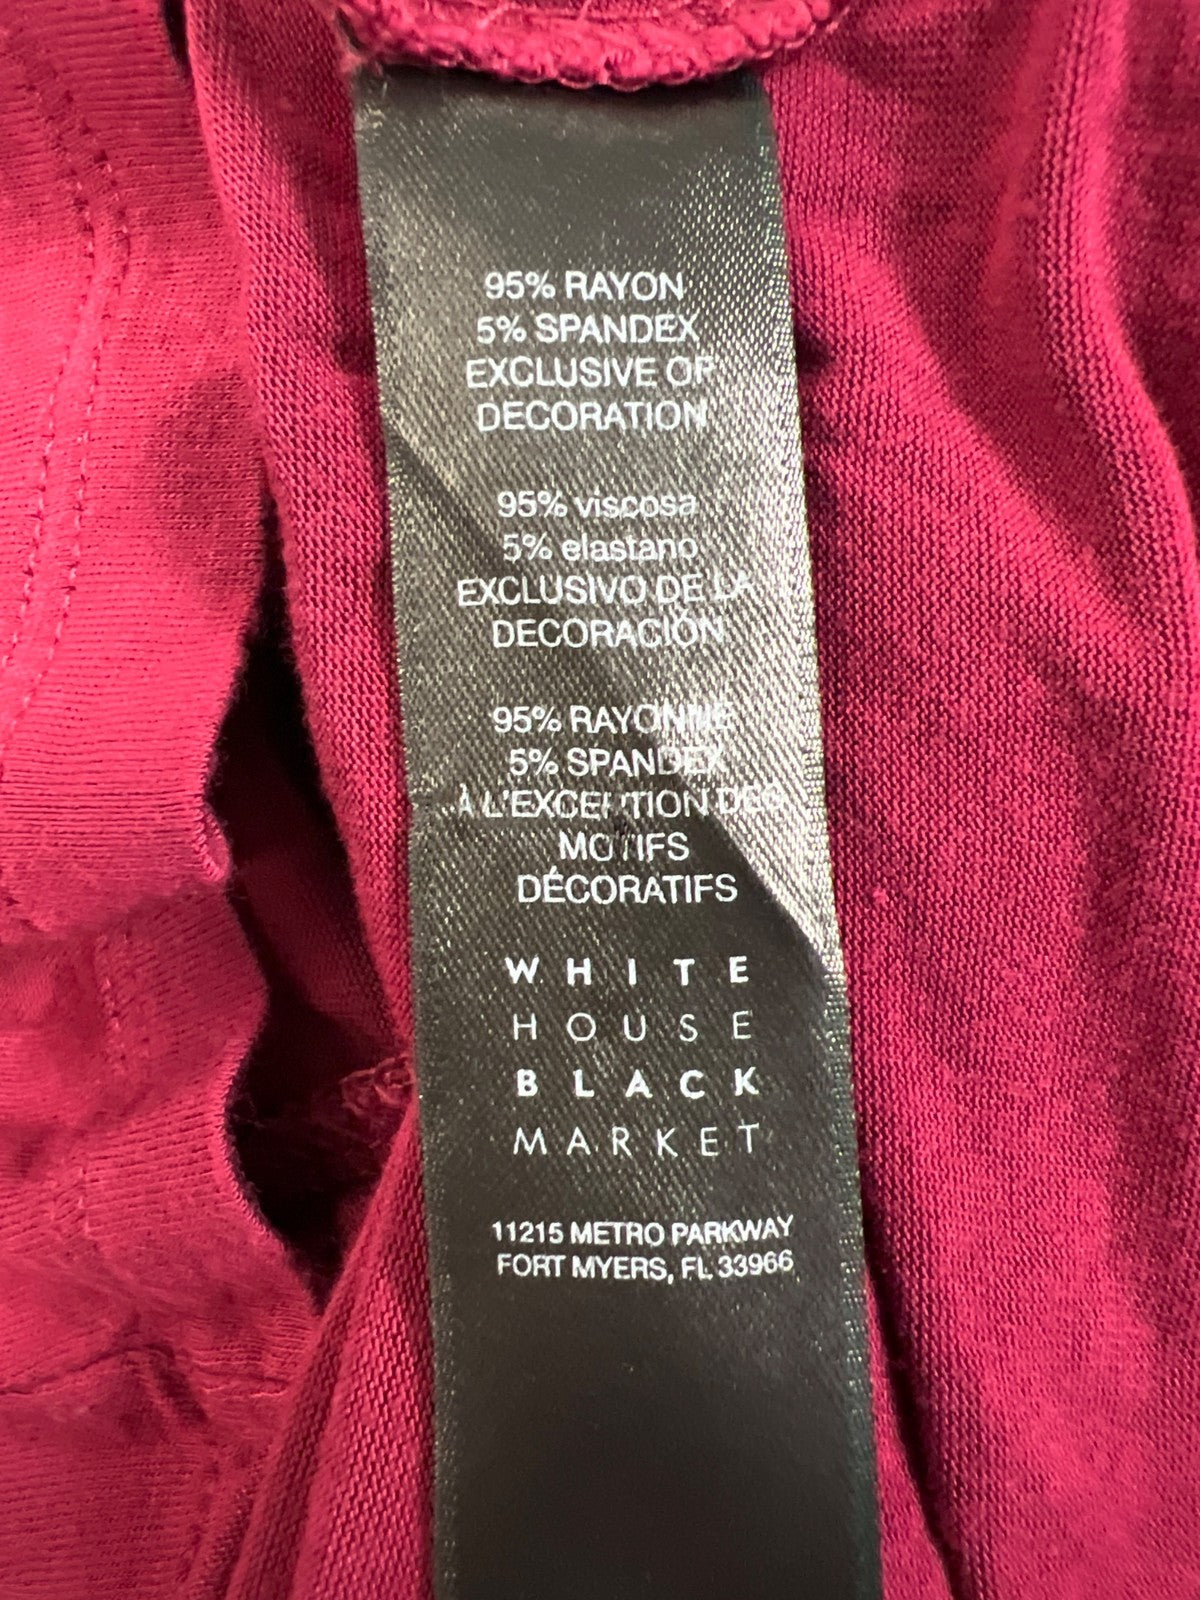 95% RAYON
5% SPANDEX
EXCLUSIVE OF
DECORATION
95% viscosa
5% elastano
EXCLUSIVO DE LA
DECORACIÓN
95% RAYONNE
5% SPANDEX
À L'EXCEPTION DES
MOTIFS
DÉCORATIFS
WHITE
HOUSE
BLACK
MARKET
11215 METRO PARKWAY
FORT MYERS, FL 33966